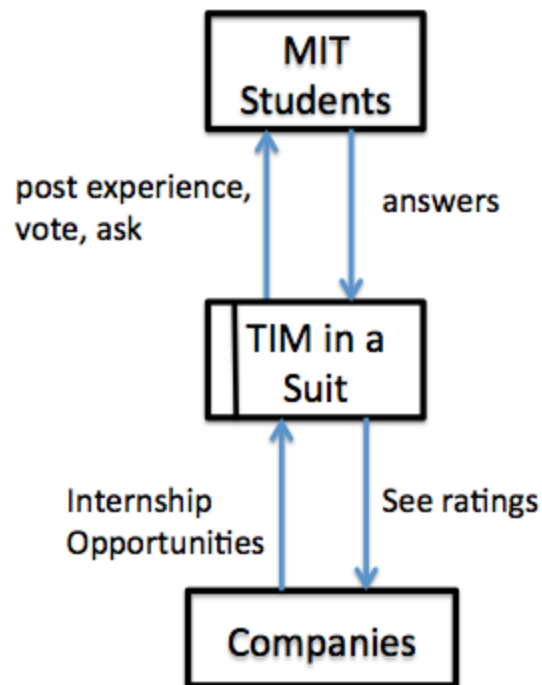 MIT
Students
post experience,
vote, ask
answers
TIM in a
Suit
Internship
Opportunities
See ratings
Companies